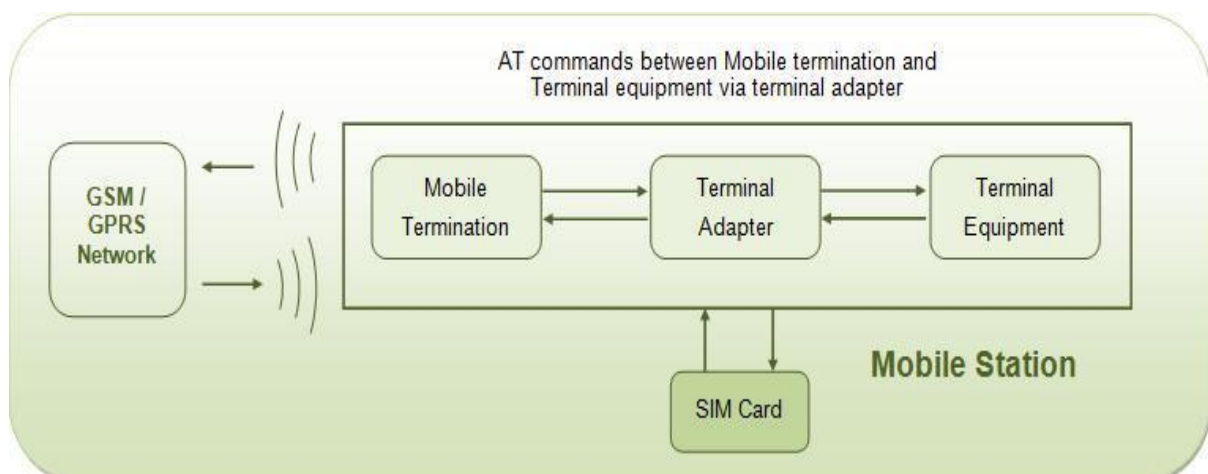 AT commands between Mobile termination and
Terminal equipment via terminal adapter
GSM /
GPRS
Network
Mobile
Termination
Terminal
Adapter
Terminal
Equipment
Mobile Station
SIM Card